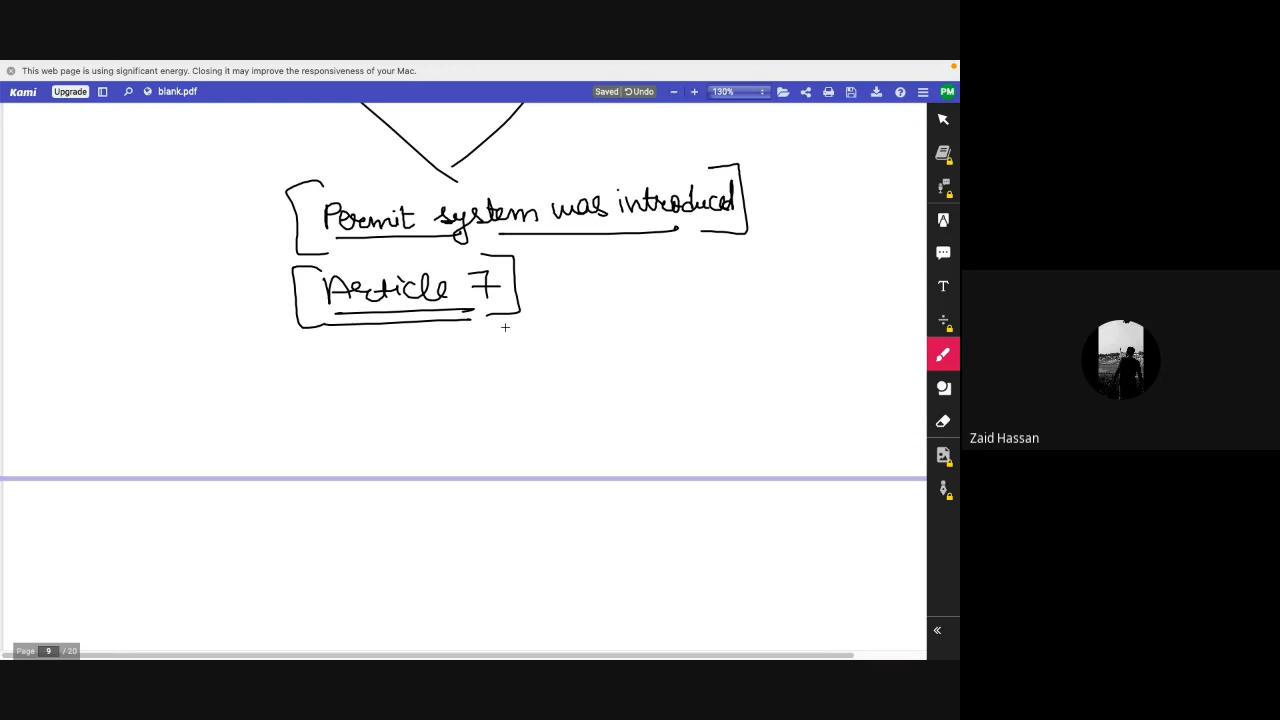 This web page is using significant energy. Closing it may improve the responsiveness of your Mac.
Kami Upgrade blank.pdf Saved Undo 130% PM
Permit system was introduced
Article 7
T
Zaid Hassan
Page 9 / 20